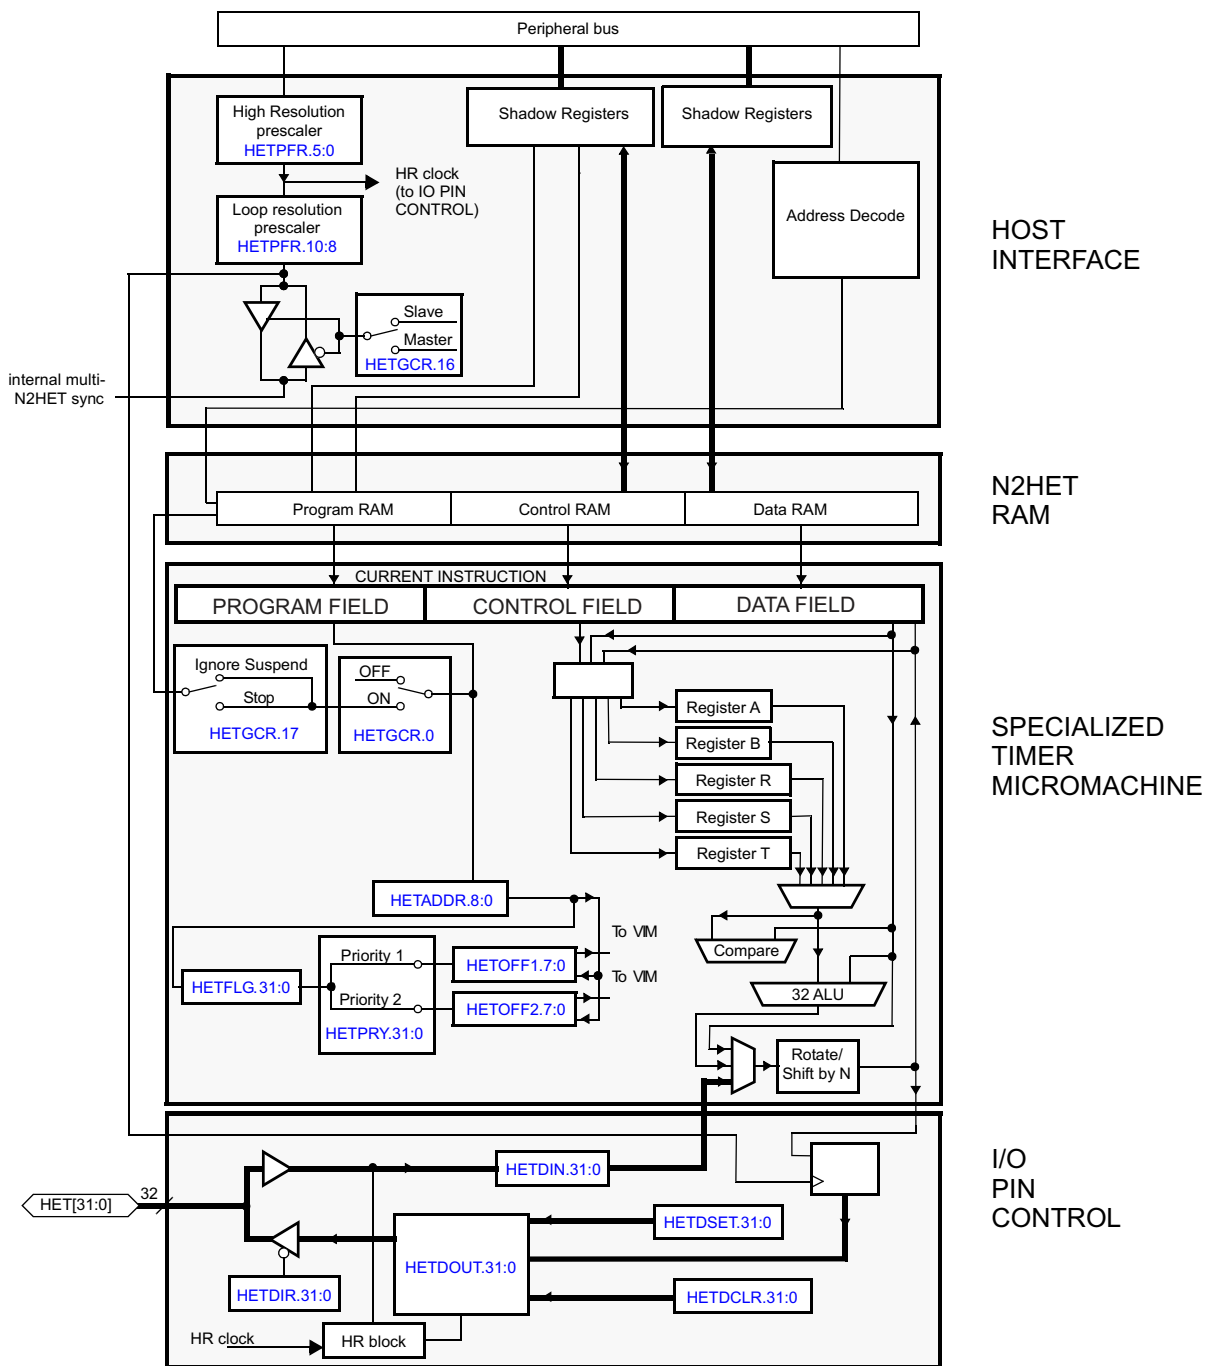 Peripheral bus
High Resolution
prescaler
HETPFR.5:0
Shadow Registers
Shadow Registers
HR clock
(to IO PIN
CONTROL)
Loop resolution
prescaler
HETPFR.10:8
Address Decode
HOST
INTERFACE
Slave
Master
HETGCR.16
internal multi-
N2HET sync
N2HET
RAM
Program RAM
Control RAM
Data RAM
CURRENT INSTRUCTION
PROGRAM FIELD
CONTROL FIELD
DATA FIELD
Ignore Suspend
Stop
HETGCR.17
OFF
ON
HETGCR.0
Register A
Register B
Register R
Register S
Register T
SPECIALIZED
TIMER
MICROMACHINE
HETADDR.8:0
To VIM
Compare
Priority 1
HETOFF1.7:0
To VIM
HETFLG.31:0
Priority 2
HETOFF2.7:0
HETPRY.31:0
32 ALU
Rotate/
Shift by N
I/O
PIN
CONTROL
HETDIN.31:0
HET[31:0]
32
HETDSET.31:0
HETDOUT.31:0
HETDIR.31:0
HETDCLR.31:0
HR clock
HR block